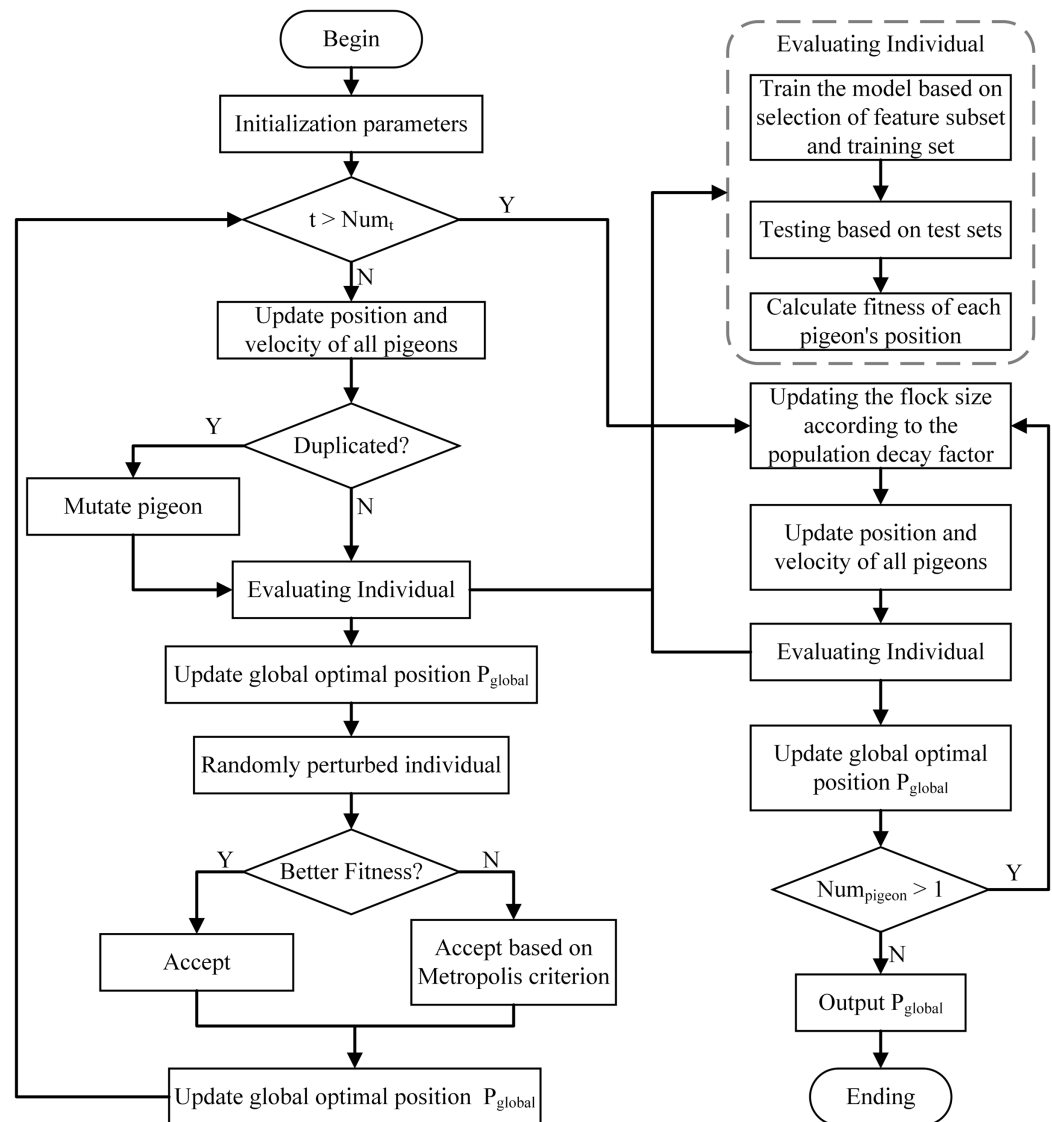 Begin
Initialization parameters
t > Numt
Y
N
Update position and
velocity of all pigeons
Y
Duplicated?
N
Mutate pigeon
Evaluating Individual
Update global optimal position Pglobal
Randomly perturbed individual
Y
Better Fitness?
N
Accept
Accept based on
Metropolis criterion
Update global optimal position Pglobal
Evaluating Individual
Train the model based on
selection of feature subset
and training set
Testing based on test sets
Calculate fitness of each
pigeon's position
Updating the flock size
according to the
population decay factor
Update position and
velocity of all pigeons
Evaluating Individual
Update global optimal
position Pglobal
Numpigeon > 1
Y
N
Output Pglobal
Ending